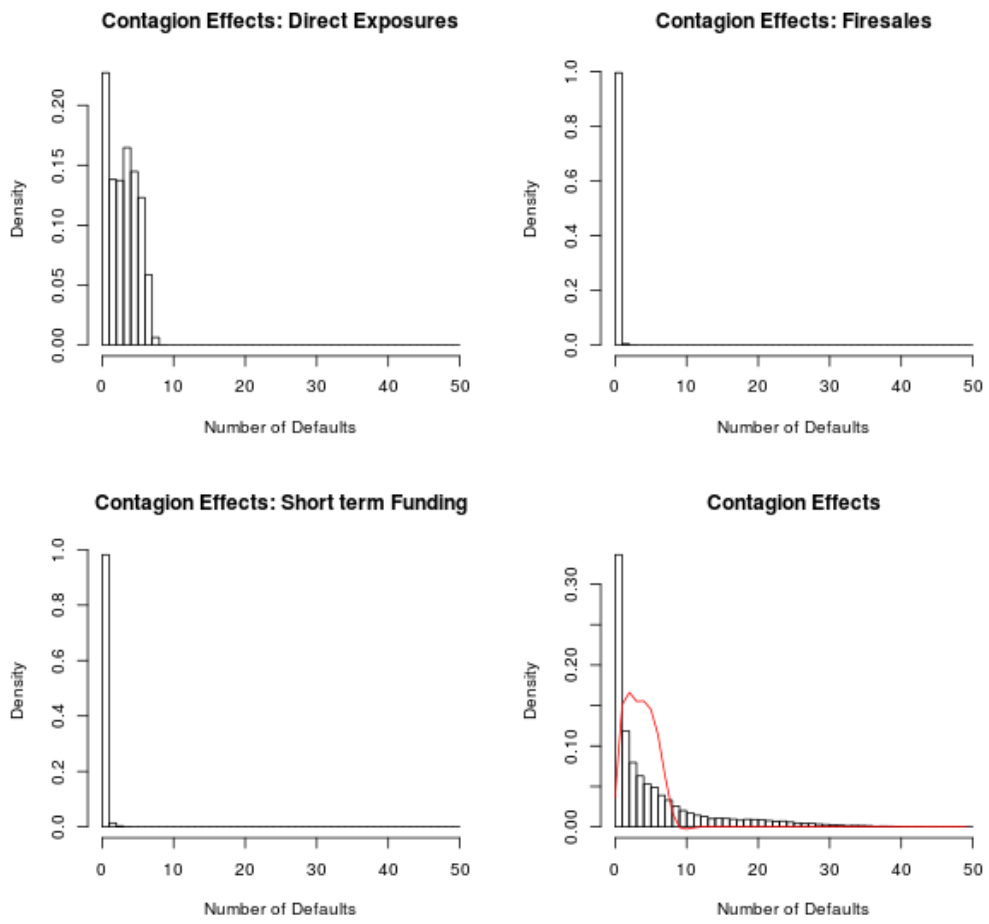 Contagion Effects: Direct Exposures
Density
0.00 0.05 0.10 0.15 0.20
0 10 20 30 40 50
Number of Defaults
Contagion Effects: Firesales
Density
0.0 0.2 0.4 0.6 0.8 1.0
0 10 20 30 40 50
Number of Defaults
Contagion Effects: Short term Funding
Density
0.0 0.2 0.4 0.6 0.8 1.0
0 10 20 30 40 50
Number of Defaults
Contagion Effects
Density
0.00 0.10 0.20 0.30
0 10 20 30 40 50
Number of Defaults